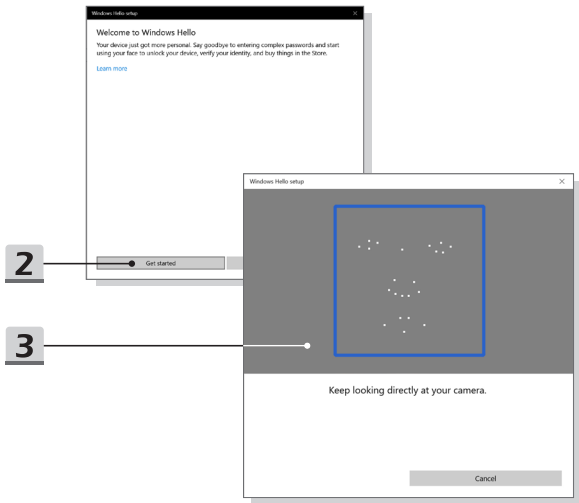 Windows Hello setup
Welcome to Windows Hello
Your device just got more personal. Say goodbye to entering complex passwords and start
using your face to unlock your device, verify your identity, and buy things in the Store.
Learn more
2
Get started
Windows Hello setup
3
Keep looking directly at your camera.
Cancel